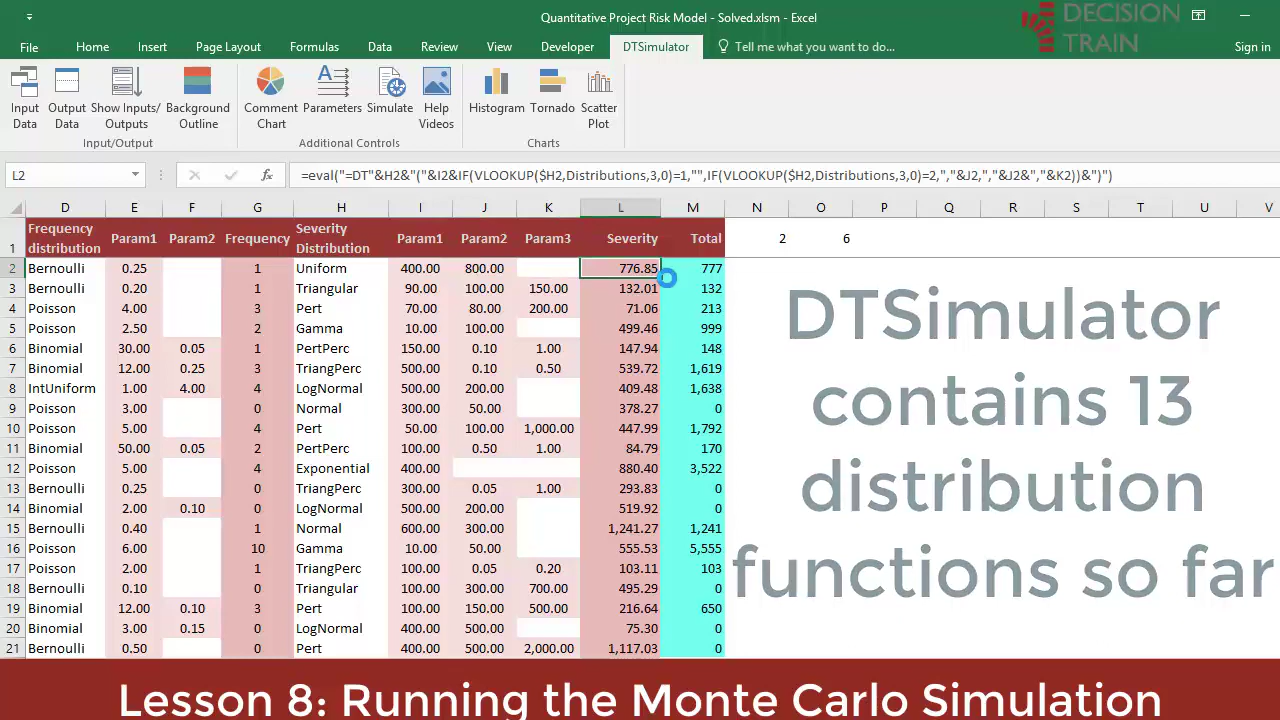 Quantitative Project Risk Model - Solved.xlsm - Excel
DECISION
TRAIN
File Home Insert Page Layout Formulas Data Review View Developer DTSimulator Tell me what you want to do... Sign in
Input Data
Output Data
Show Inputs/ Outputs
Background Outline
Comment Chart
Parameters
Simulate
Help Videos
Histogram
Tornado
Scatter Plot
Input/Output Additional Controls Charts
L2 fx =eval("=DT"&H2&"("&I2&IF(VLOOKUP($H2,Distributions,3,0)=1,"",IF(VLOOKUP($H2,Distributions,3,0)=2,","&J2,","&J2&","&K2))&")")
D E F G H I J K L M N O P Q R S T U V
1 Frequency distribution Param1 Param2 Frequency Severity Distribution Param1 Param2 Param3 Severity Total 2 6
2 Bernoulli 0.25 1 Uniform 400.00 800.00 776.85 777
3 Bernoulli 0.20 1 Triangular 90.00 100.00 150.00 132.01 132
4 Poisson 4.00 3 Pert 70.00 80.00 200.00 71.06 213
5 Poisson 2.50 2 Gamma 10.00 100.00 499.46 999
6 Binomial 30.00 0.05 1 PertPerc 150.00 0.10 1.00 147.94 148
7 Binomial 12.00 0.25 3 TriangPerc 500.00 0.10 0.50 539.72 1,619
8 IntUniform 1.00 4.00 4 LogNormal 500.00 200.00 409.48 1,638
9 Poisson 3.00 0 Normal 300.00 50.00 378.27 0
10 Poisson 5.00 4 Pert 50.00 100.00 1,000.00 447.99 1,792
11 Binomial 50.00 0.05 2 PertPerc 100.00 0.50 1.00 84.79 170
12 Poisson 5.00 4 Exponential 400.00 880.40 3,522
13 Bernoulli 0.25 0 TriangPerc 300.00 0.05 1.00 293.83 0
14 Binomial 2.00 0.10 0 LogNormal 500.00 200.00 519.92 0
15 Bernoulli 0.40 1 Normal 600.00 300.00 1,241.27 1,241
16 Poisson 6.00 10 Gamma 10.00 50.00 555.53 5,555
17 Poisson 2.00 1 TriangPerc 100.00 0.05 0.20 103.11 103
18 Bernoulli 0.10 0 Triangular 100.00 300.00 700.00 495.29 0
19 Binomial 12.00 0.10 3 Pert 100.00 150.00 500.00 216.64 650
20 Binomial 3.00 0.15 0 LogNormal 400.00 500.00 75.30 0
21 Bernoulli 0.50 0 Pert 400.00 500.00 2,000.00 1,117.03 0
DTSimulator
contains 13
distribution
functions so far
Lesson 8: Running the Monte Carlo Simulation